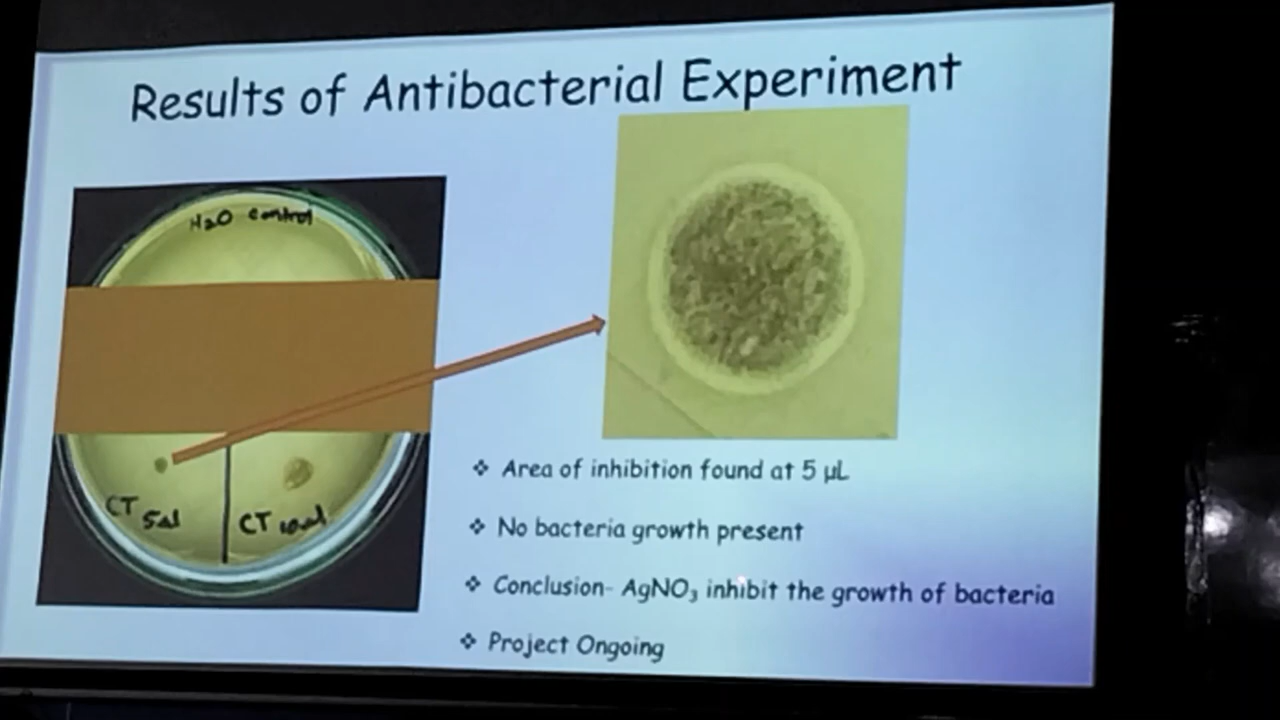 Results of Antibacterial Experiment
H2O control
CT 5ul
CT 10ul
❖ Area of inhibition found at 5 µL
❖ No bacteria growth present
❖ Conclusion- AgNO₃ inhibit the growth of bacteria
❖ Project Ongoing